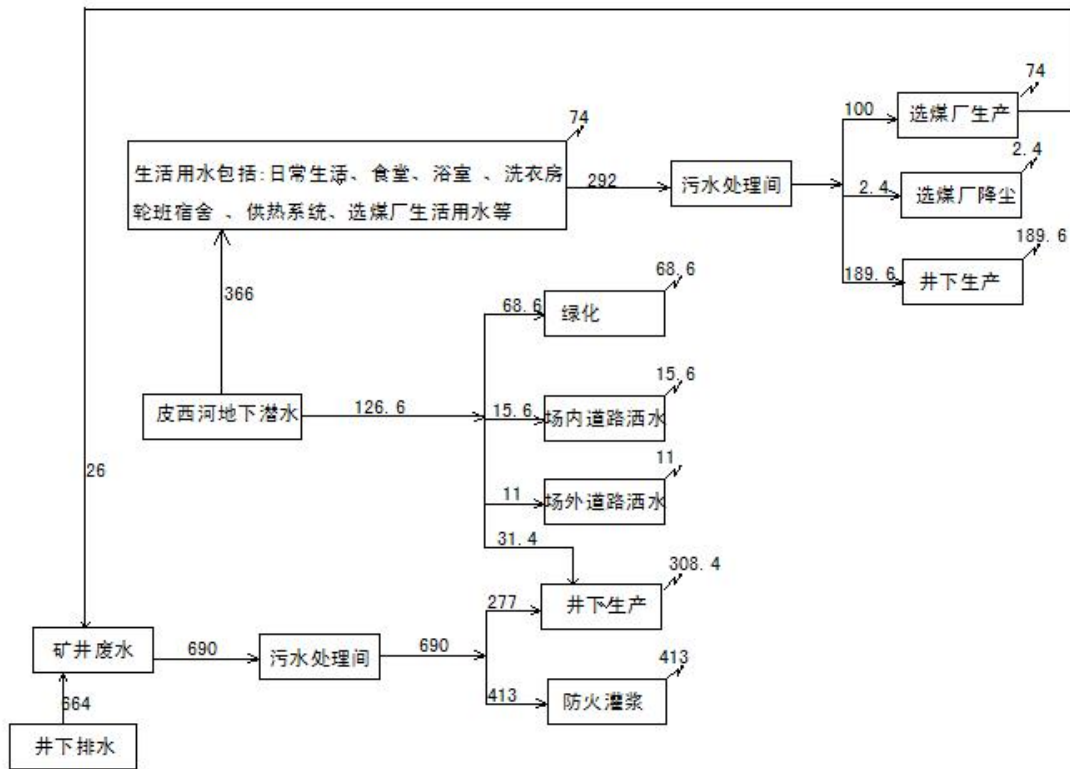 74
100
选煤厂生产
74
生活用水包括:日常生活、食堂、浴室 、洗衣房
轮班宿舍 、供热系统、选煤厂生活用水等
292
污水处理间
2.4
2.4
选煤厂降尘
189.6
189.6
井下生产
366
68.6
68.6
绿化
皮西河地下潜水
126.6
15.6
15.6
场内道路洒水
26
11
11
场外道路洒水
31.4
308.4
277
井下生产
矿井废水
690
污水处理间
690
413
413
防火灌浆
664
井下排水